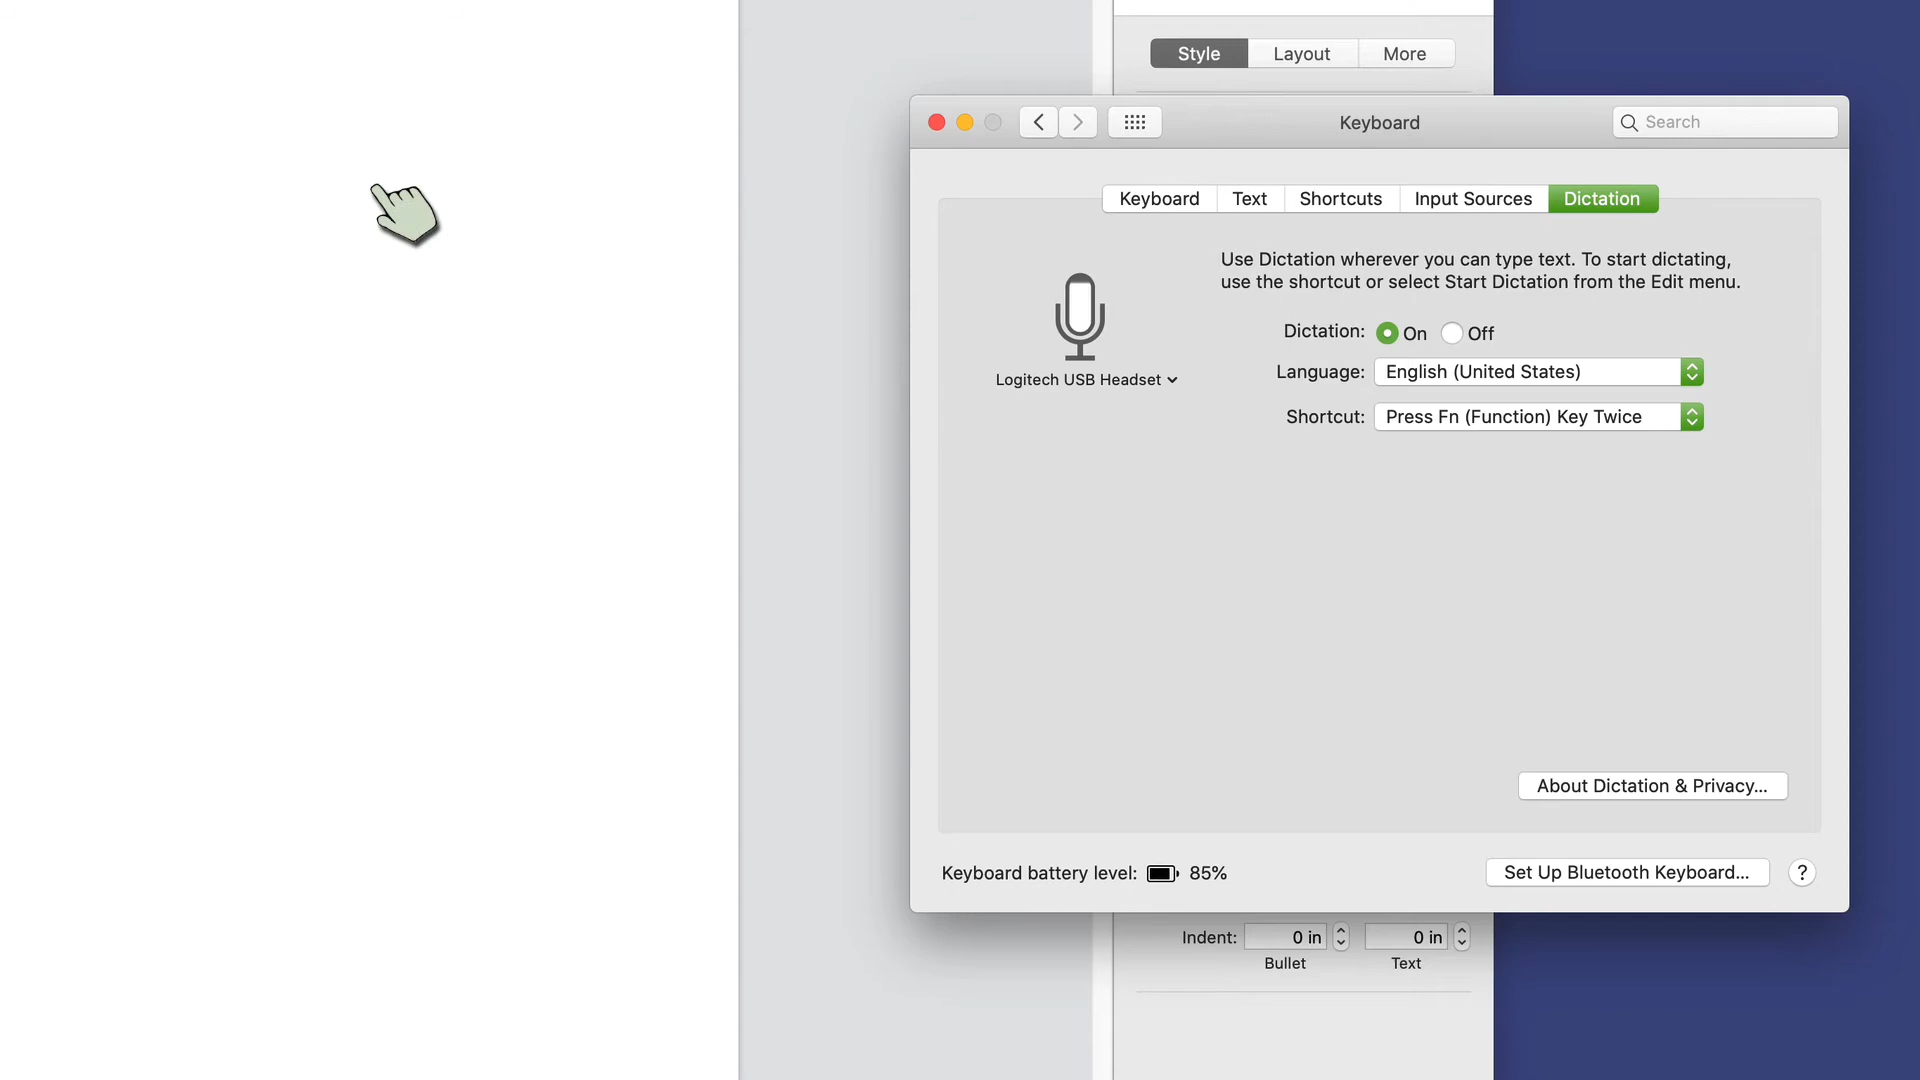 Style Layout More
Keyboard
Search
Keyboard Text Shortcuts Input Sources Dictation
Use Dictation wherever you can type text. To start dictating,
use the shortcut or select Start Dictation from the Edit menu.
Dictation: On Off
Logitech USB Headset
Language: English (United States)
Shortcut: Press Fn (Function) Key Twice
About Dictation & Privacy...
Keyboard battery level: 85%
Set Up Bluetooth Keyboard...
?
Indent: 0 in 0 in
Bullet Text